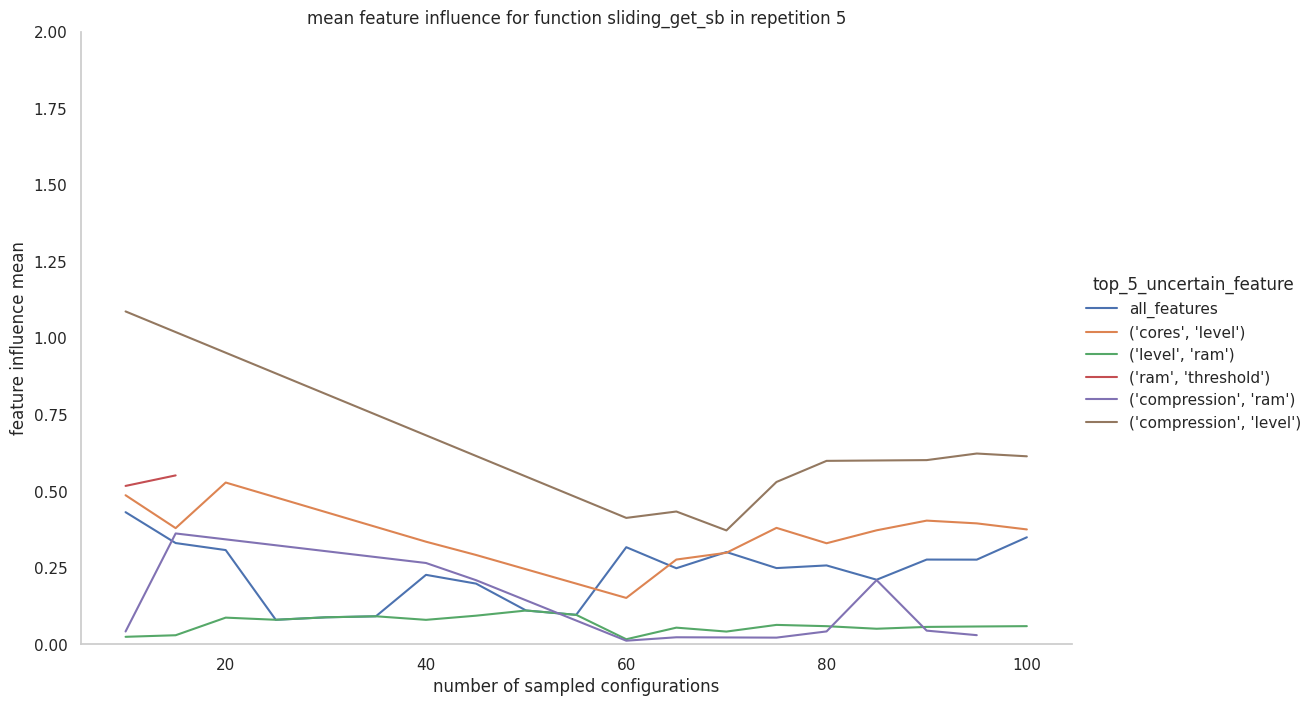 mean feature influence for function sliding_get_sb in repetition 5
2.00
1.75
1.50
1.25
1.00
0.75
0.50
0.25
0.00
feature influence mean
20
40
60
80
100
number of sampled configurations
top_5_uncertain_feature
all_features
('cores', 'level')
('level', 'ram')
('ram', 'threshold')
('compression', 'ram')
('compression', 'level')